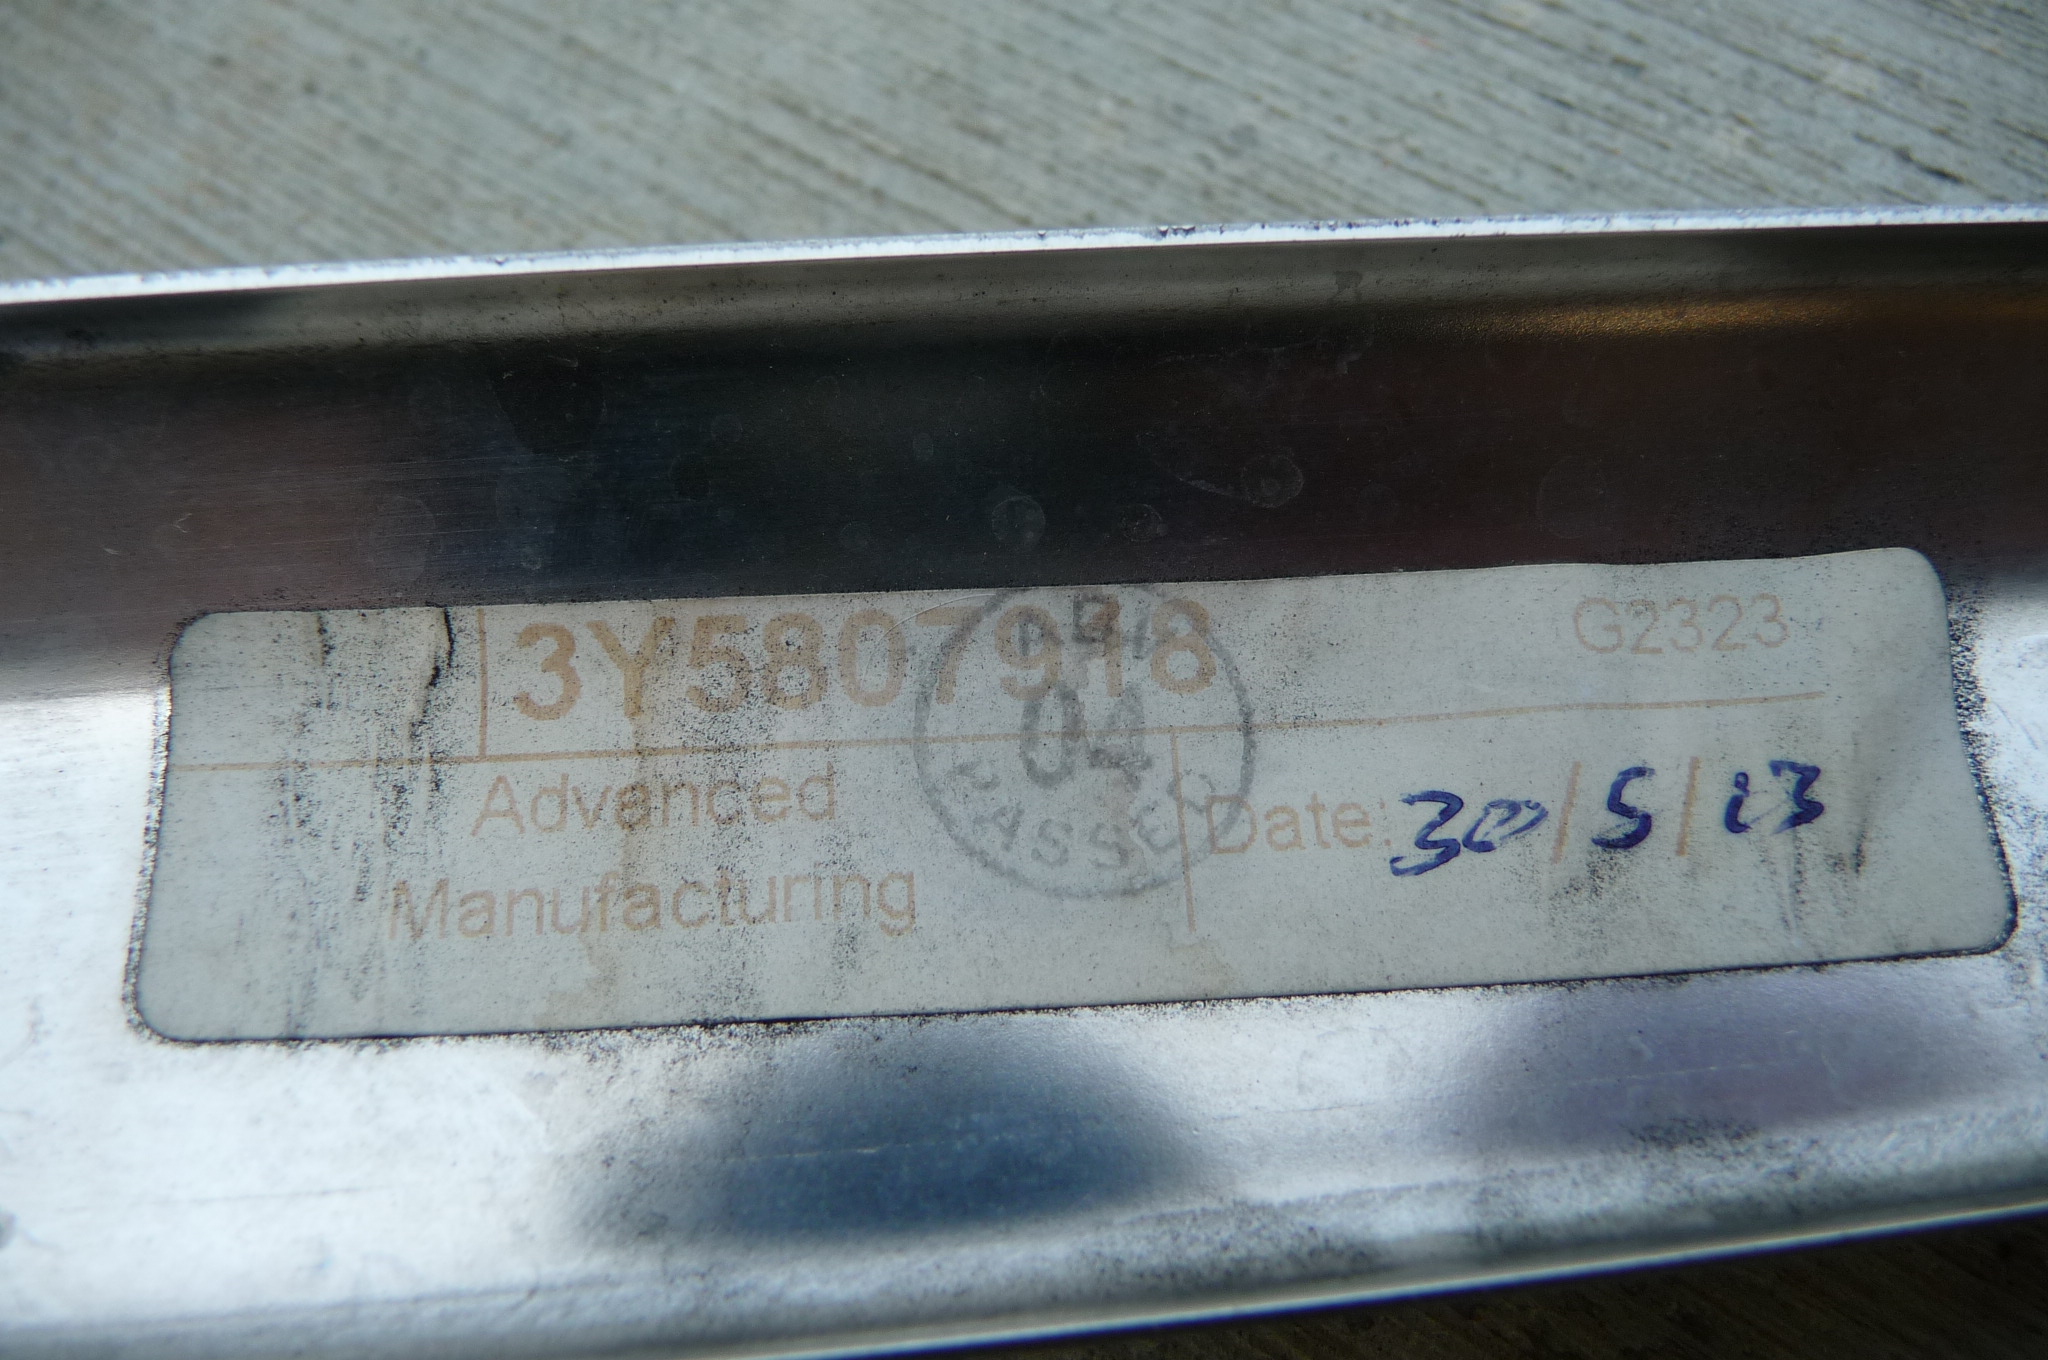 3Y5807918 G2323
Advanced
Manufacturing
Date: 30/5/13
04
PASSED